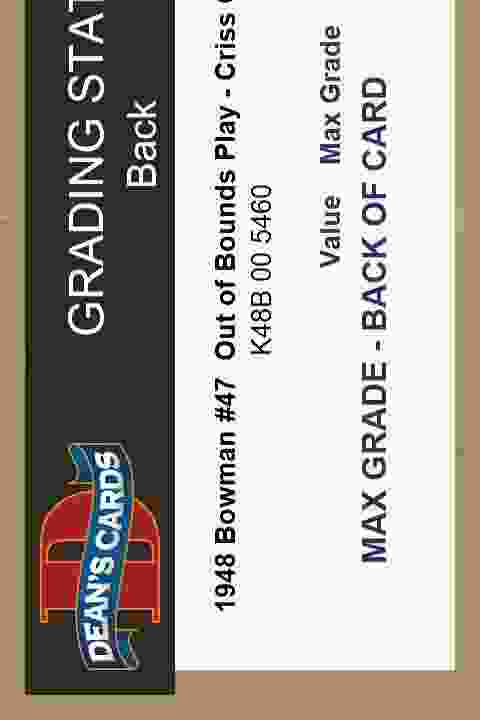 GRADING STAT
Back
DEAN'S CARDS
1948 Bowman #47 Out of Bounds Play - Criss
K48B 00 5460
Value Max Grade
MAX GRADE - BACK OF CARD